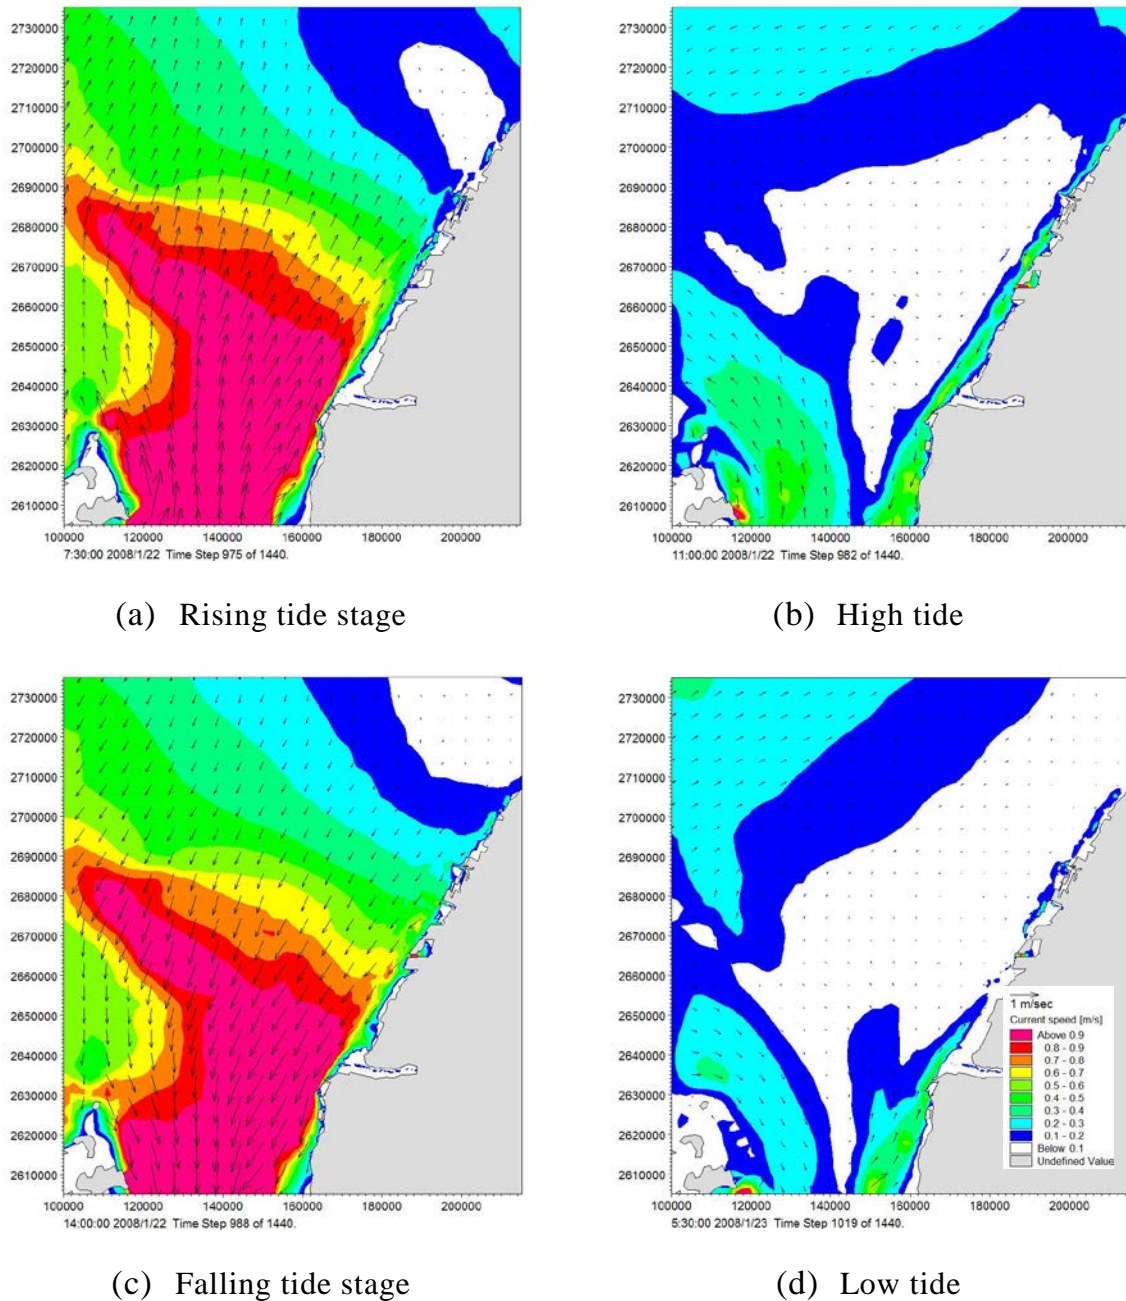 2730000
2720000
2710000
2700000
2690000
2680000
2670000
2660000
2650000
2640000
2630000
2620000
2610000
100000 120000 140000 160000 180000 200000
7:30:00 2008/1/22 Time Step 975 of 1440.
(a) Rising tide stage
2730000
2720000
2710000
2700000
2690000
2680000
2670000
2660000
2650000
2640000
2630000
2620000
2610000
100000 120000 140000 160000 180000 200000
11:00:00 2008/1/22 Time Step 982 of 1440.
(b) High tide
2730000
2720000
2710000
2700000
2690000
2680000
2670000
2660000
2650000
2640000
2630000
2620000
2610000
100000 120000 140000 160000 180000 200000
14:00:00 2008/1/22 Time Step 988 of 1440.
(c) Falling tide stage
2730000
2720000
2710000
2700000
2690000
2680000
2670000
2660000
2650000
2640000
2630000
2620000
2610000
1 m/sec
Current speed [m/s]
Above 0.9
0.8 - 0.9
0.7 - 0.8
0.6 - 0.7
0.5 - 0.6
0.4 - 0.5
0.3 - 0.4
0.2 - 0.3
0.1 - 0.2
Below 0.1
Undefined Value
100000 120000 140000 160000 180000 200000
5:30:00 2008/1/23 Time Step 1019 of 1440.
(d) Low tide